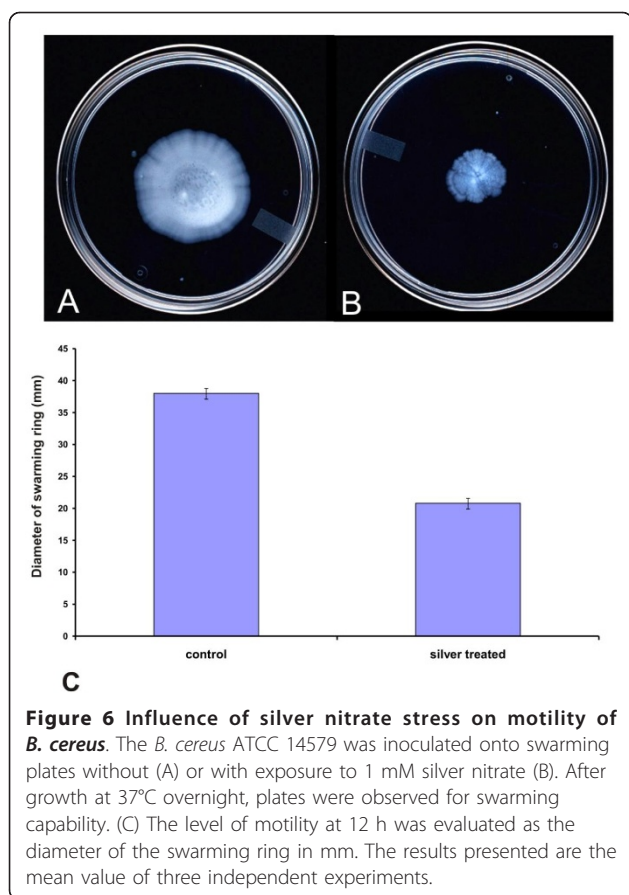 A
B
45
40
35
30
25
20
15
10
5
0
Diameter of swarming ring (mm)
control
silver treated
C
Figure 6 Influence of silver nitrate stress on motility of
B. cereus. The B. cereus ATCC 14579 was inoculated onto swarming
plates without (A) or with exposure to 1 mM silver nitrate (B). After
growth at 37°C overnight, plates were observed for swarming
capability. (C) The level of motility at 12 h was evaluated as the
diameter of the swarming ring in mm. The results presented are the
mean value of three independent experiments.